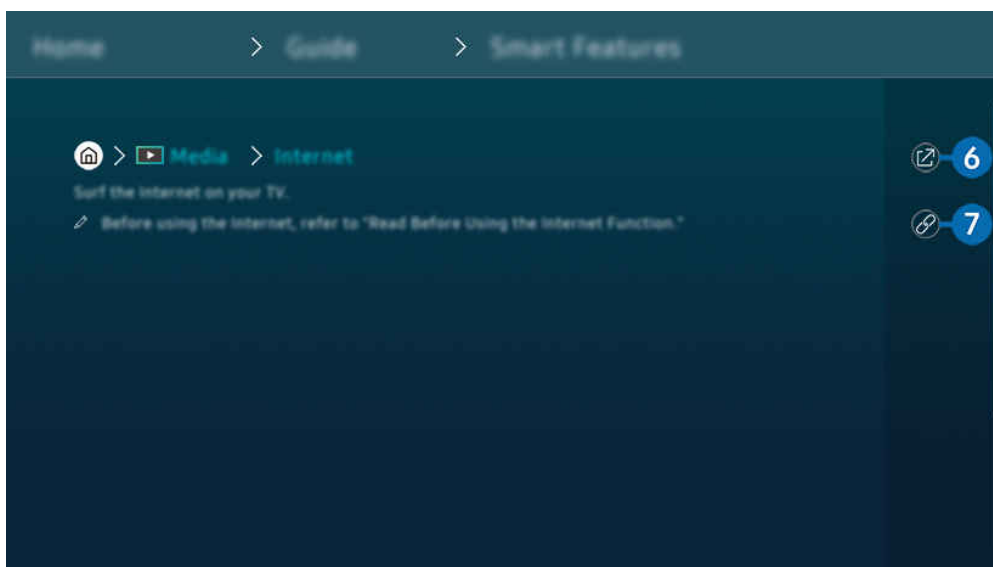 Home > Guide > Smart Features
> Media > Internet
6
Surf the Internet on your TV.
Before using the Internet, refer to "Read Before Using the Internet Function."
7